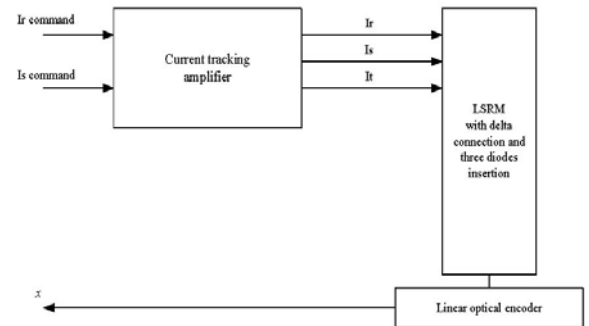 Ir command
Ir
Is
Is command
Current tracking
amplifier
It
LSRM
with delta
connection and
three diodes
insertion
x
Linear optical encoder